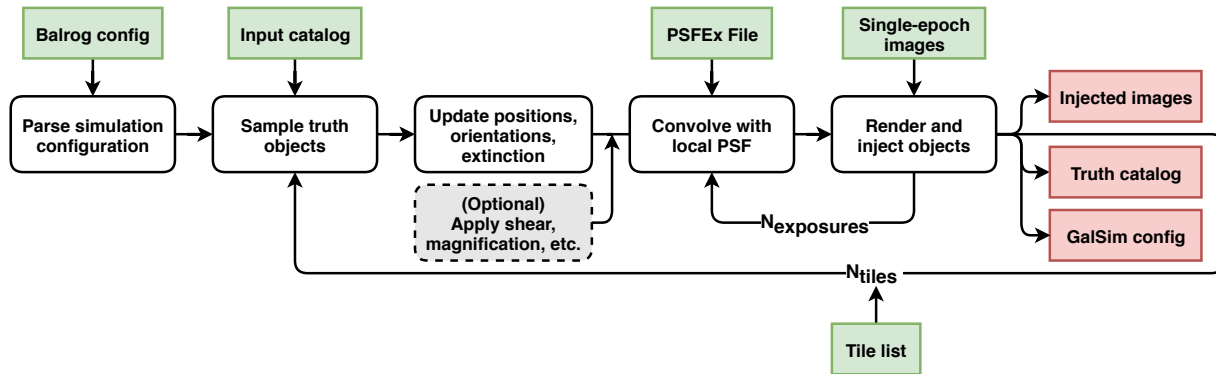 Balrog config
Input catalog
PSFEx File
Single-epoch
images
Parse simulation
configuration
Sample truth
objects
Update positions,
orientations,
extinction
Convolve with
local PSF
Render and
inject objects
Injected images
Truth catalog
GalSim config
(Optional)
Apply shear,
magnification, etc.
Nexposures
Ntiles
Tile list